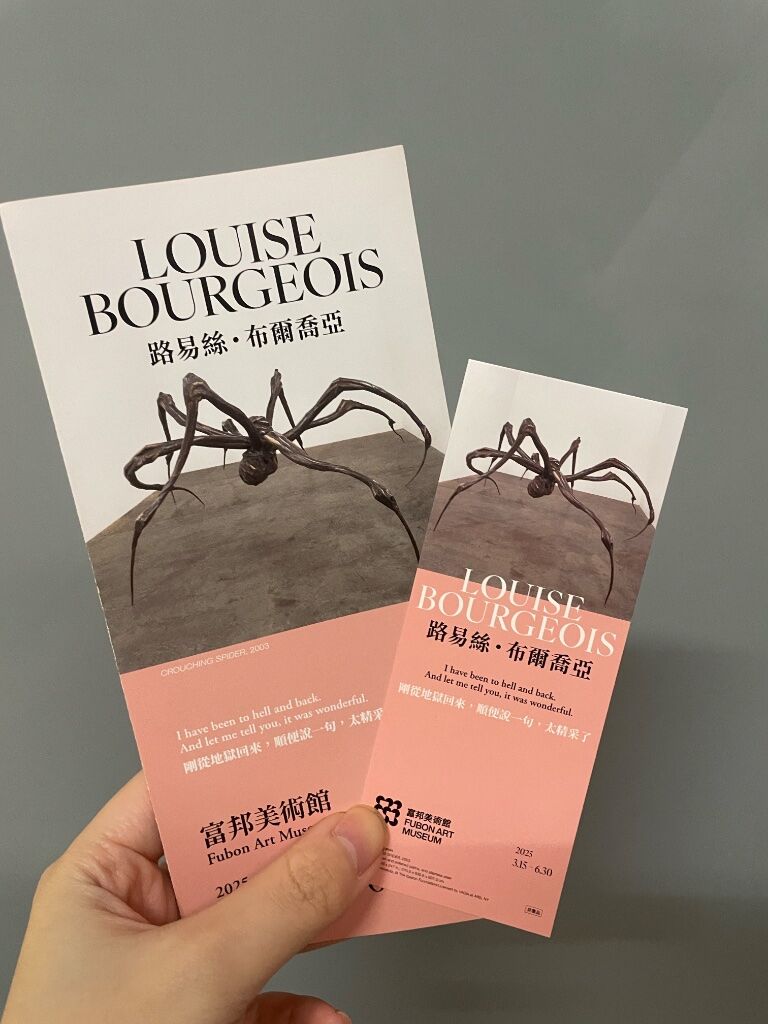 LOUISE
BOURGEOIS
路易絲・布爾喬亞
CROUCHING SPIDER, 2003
I have been to hell and back.
And let me tell you, it was wonderful.
剛從地獄回來，順便說一句，太精采
富邦美術館
Fubon Art
2025
LOUISE
BOURGEOIS
路易絲・布爾喬亞
I have been to hell and back.
And let me tell you, it was wonderful.
剛從地獄回來，順便說一句，太精采了
富邦美術館
FUBON ART
MUSEUM
2025
3.15 - 6.30